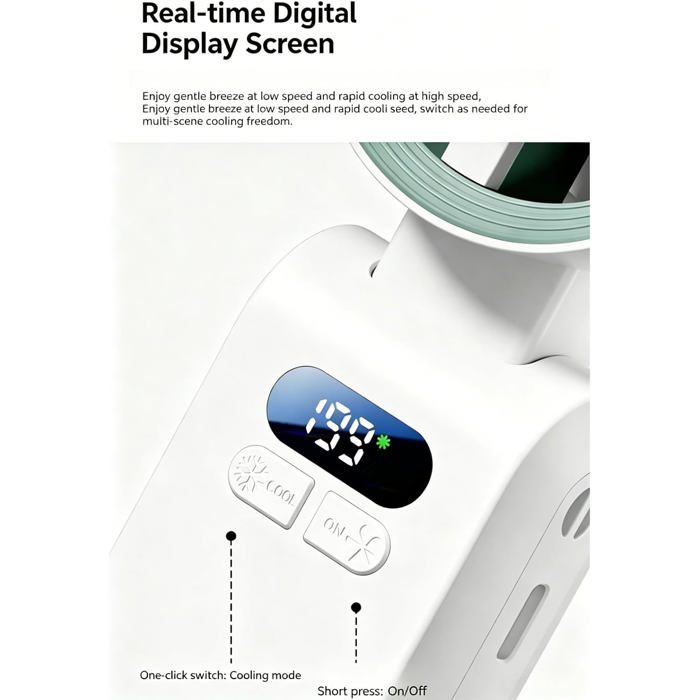 Real-time Digital
Display Screen
Enjoy gentle breeze at low speed and rapid cooling at high speed,
Enjoy gentle breeze at low speed and rapid cooli seed, switch as needed for
multi-scene cooling freedom.
199
COOL
ON
One-click switch: Cooling mode
Short press: On/Off